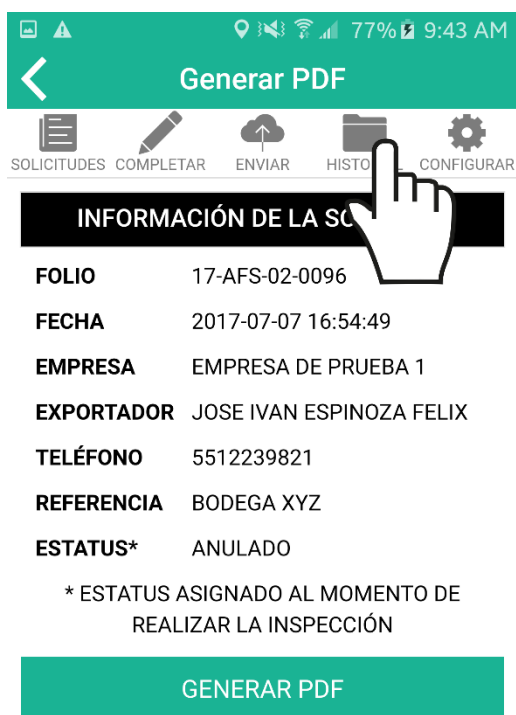 77% 9:43 AM
Generar PDF
SOLICITUDES COMPLETAR ENVIAR CONFIGURAR
INFORMACIÓN DE LA
FOLIO 17-AFS-02-0096
FECHA 2017-07-07 16:54:49
EMPRESA EMPRESA DE PRUEBA 1
EXPORTADOR JOSE IVAN ESPINOZA FELIX
TELÉFONO 5512239821
REFERENCIA BODEGA XYZ
ESTATUS* ANULADO
* ESTATUS ASIGNADO AL MOMENTO DE
REALIZAR LA INSPECCIÓN
GENERAR PDF